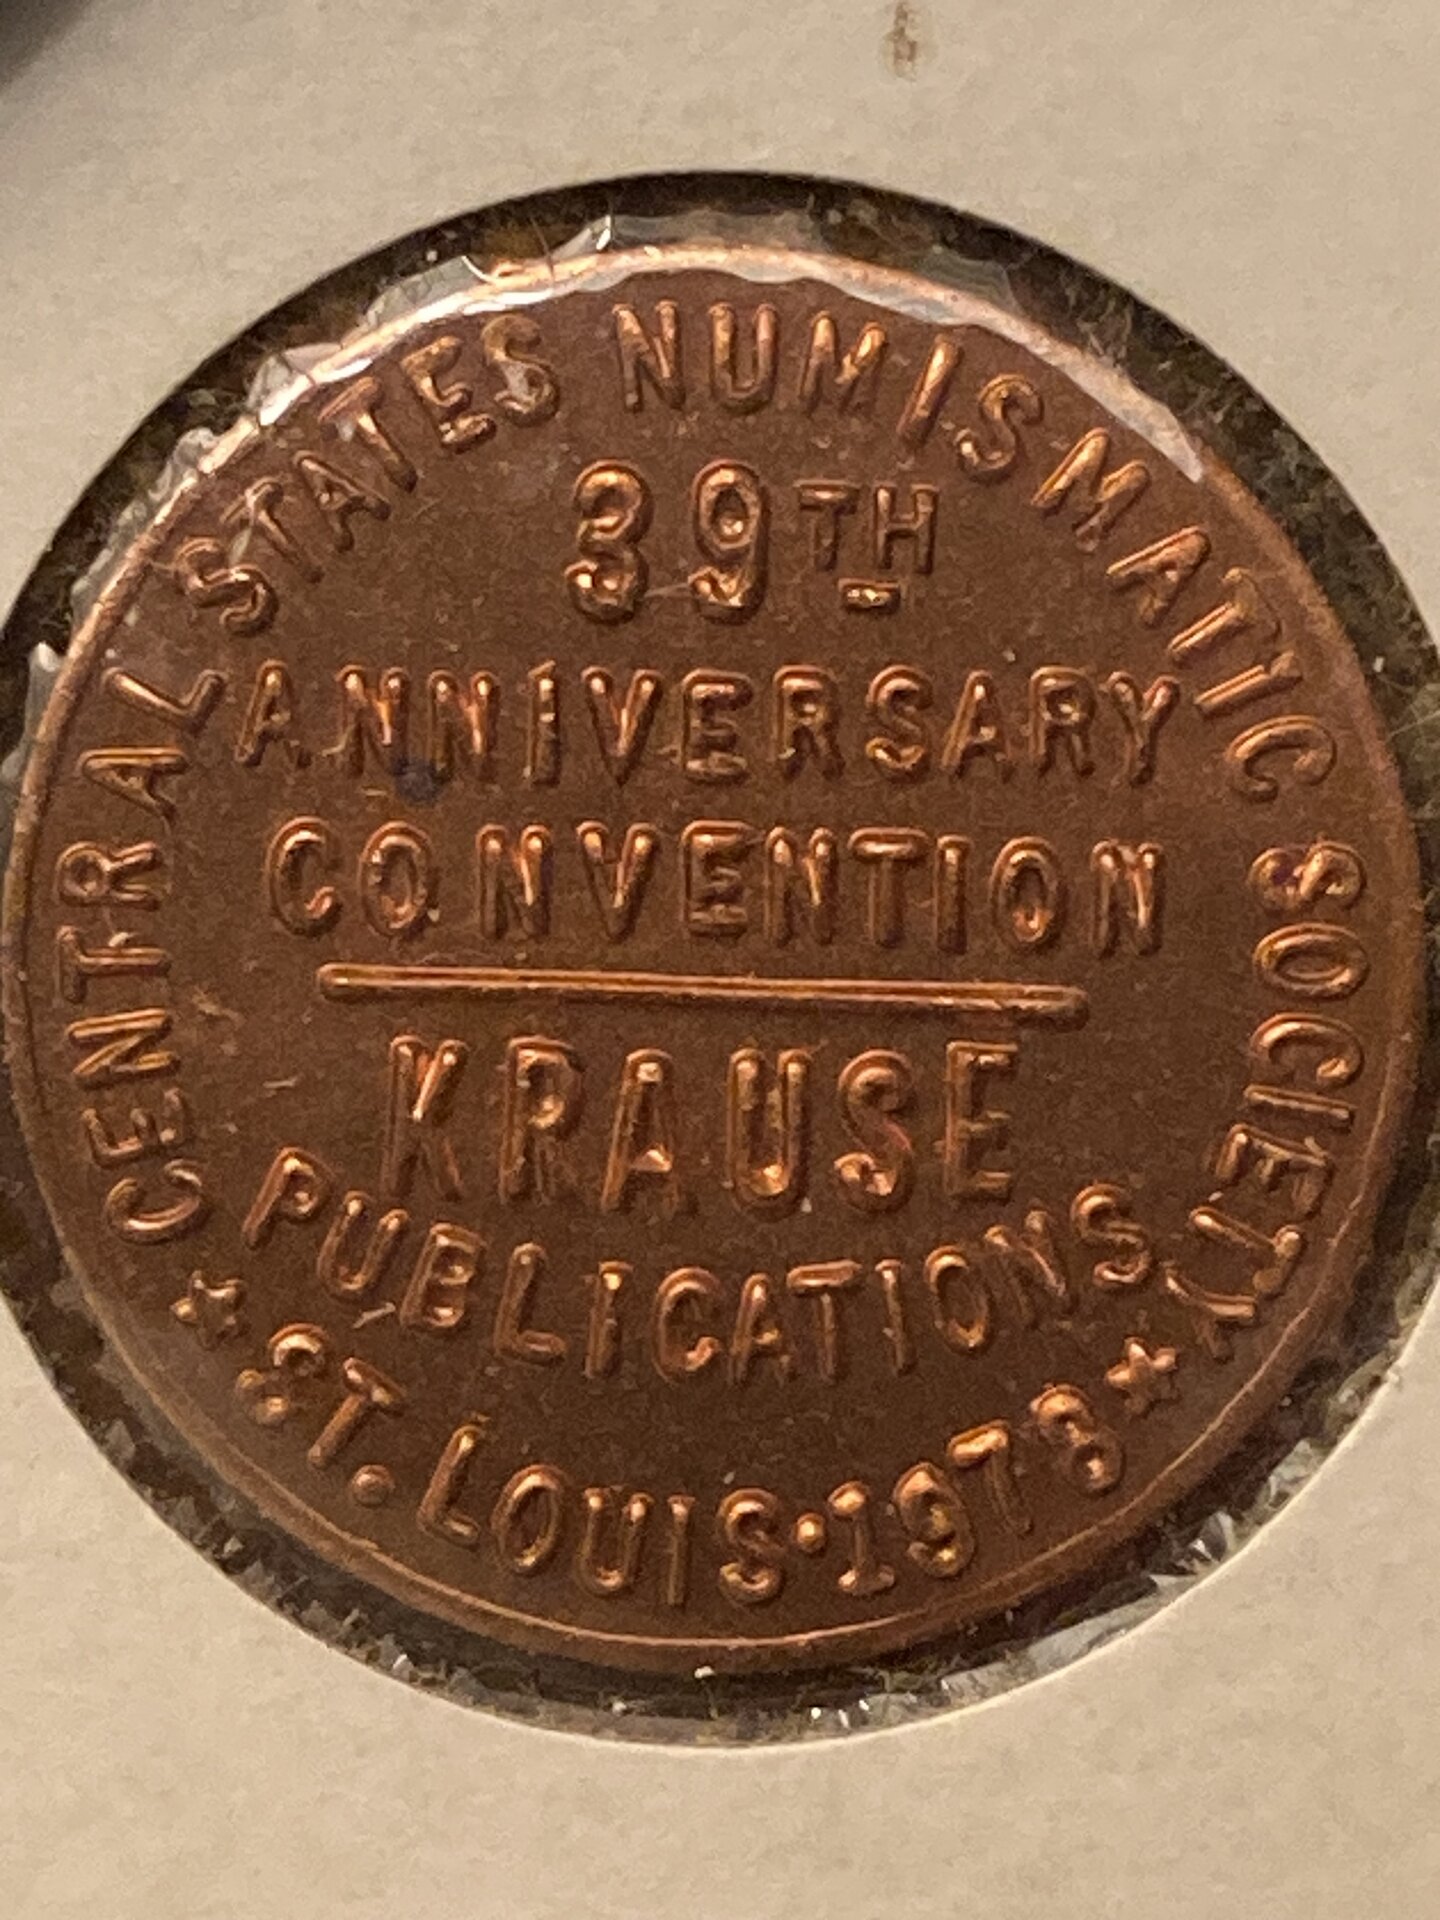 CENTRAL STATES NUMISMATIC SOCIETY
39TH
ANNIVERSARY
CONVENTION
KRAUSE
PUBLICATIONS
ST. LOUIS · 1978